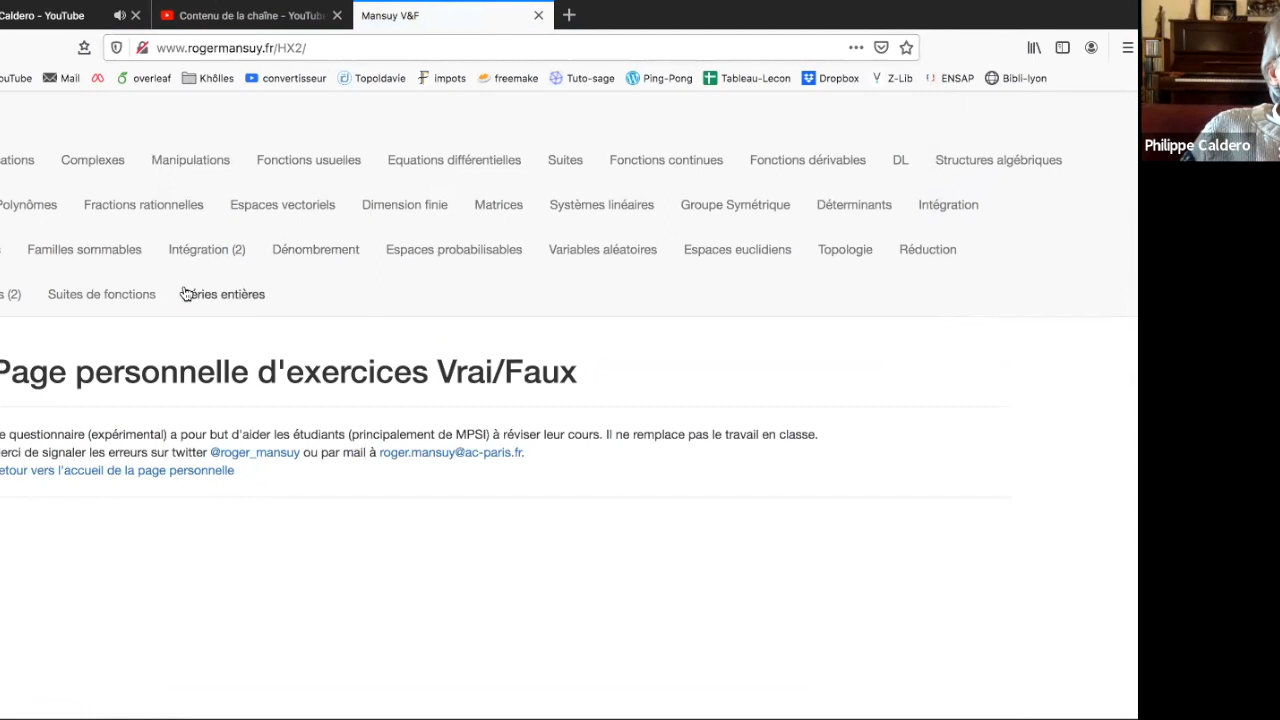 Caldero - YouTube Contenu de la chaîne - YouTub Mansuy V&F
www.rogermansuy.fr/HX2/
ouTube Mail overleaf Khôlles convertisseur Topoldavie impots freemake Tuto-sage Ping-Pong Tableau-Lecon Dropbox Z-Lib ENSAP Bibli-lyon
Philippe Caldero
ations Complexes Manipulations Fonctions usuelles Equations différentielles Suites Fonctions continues Fonctions dérivables DL Structures algébriques
Polynômes Fractions rationnelles Espaces vectoriels Dimension finie Matrices Systèmes linéaires Groupe Symétrique Déterminants Intégration
s Familles sommables Intégration (2) Dénombrement Espaces probabilisables Variables aléatoires Espaces euclidiens Topologie Réduction
s (2) Suites de fonctions éries entières
Page personnelle d'exercices Vrai/Faux
e questionnaire (expérimental) a pour but d'aider les étudiants (principalement de MPSI) à réviser leur cours. Il ne remplace pas le travail en classe.
erci de signaler les erreurs sur twitter @roger_mansuy ou par mail à roger.mansuy@ac-paris.fr.
etour vers l'accueil de la page personnelle